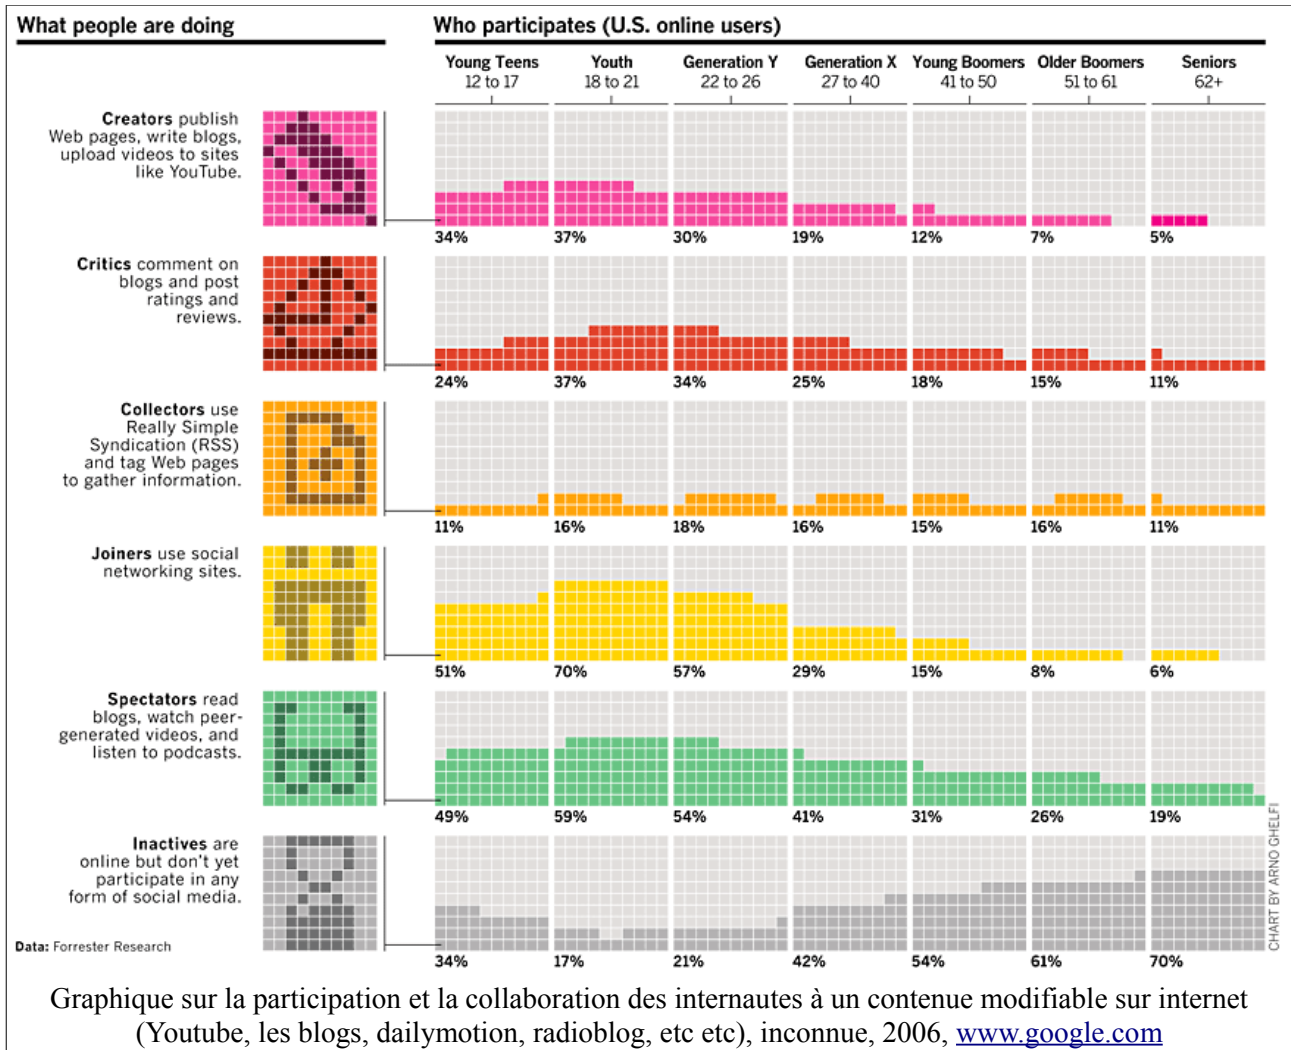 What people are doing
Who participates (U.S. online users)
Young Teens
12 to 17
Youth
18 to 21
Generation Y
22 to 26
Generation X
27 to 40
Young Boomers
41 to 50
Older Boomers
51 to 61
Seniors
62+
Creators publish
Web pages, write blogs,
upload videos to sites
like YouTube.
34% 37% 30% 19% 12% 7% 5%
Critics comment on
blogs and post
ratings and
reviews.
24% 37% 34% 25% 18% 15% 11%
Collectors use
Really Simple
Syndication (RSS)
and tag Web pages
to gather information.
11% 16% 18% 16% 15% 16% 11%
Joiners use social
networking sites.
51% 70% 57% 29% 15% 8% 6%
Spectators read
blogs, watch peer-
generated videos, and
listen to podcasts.
49% 59% 54% 41% 31% 26% 19%
Inactives are
online but don't yet
participate in any
form of social media.
34% 17% 21% 42% 54% 61% 70%
Data: Forrester Research
CHART BY ARNO GHELFI
Graphique sur la participation et la collaboration des internautes à un contenue modifiable sur internet
(Youtube, les blogs, dailymotion, radioblog, etc etc), inconnue, 2006, www.google.com